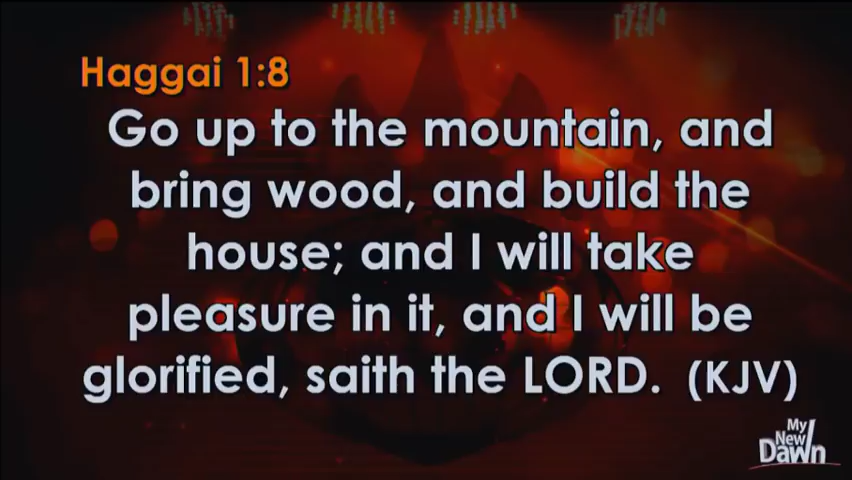 Haggai 1:8
Go up to the mountain, and
bring wood, and build the
house; and I will take
pleasure in it, and I will be
glorified, saith the LORD. (KJV)
My
New
Dawn